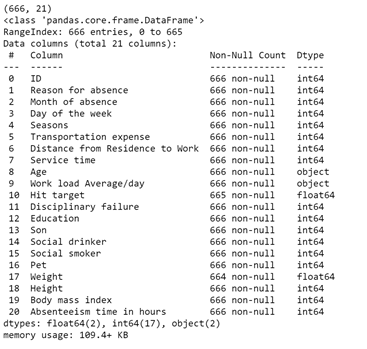 (666, 21)
<class 'pandas.core.frame.DataFrame'>
RangeIndex: 666 entries, 0 to 665
Data columns (total 21 columns):
 #   Column                           Non-Null Count  Dtype
---  ------                           --------------  -----
 0   ID                               666 non-null    int64
 1   Reason for absence               666 non-null    int64
 2   Month of absence                 666 non-null    int64
 3   Day of the week                  666 non-null    int64
 4   Seasons                          666 non-null    int64
 5   Transportation expense           666 non-null    int64
 6   Distance from Residence to Work  666 non-null    int64
 7   Service time                     666 non-null    int64
 8   Age                              666 non-null    object
 9   Work load Average/day            666 non-null    object
 10  Hit target                       665 non-null    float64
 11  Disciplinary failure             666 non-null    int64
 12  Education                        666 non-null    int64
 13  Son                              666 non-null    int64
 14  Social drinker                   666 non-null    int64
 15  Social smoker                    666 non-null    int64
 16  Pet                              666 non-null    int64
 17  Weight                           664 non-null    float64
 18  Height                           666 non-null    int64
 19  Body mass index                  666 non-null    int64
 20  Absenteeism time in hours        666 non-null    int64
dtypes: float64(2), int64(17), object(2)
memory usage: 109.4+ KB